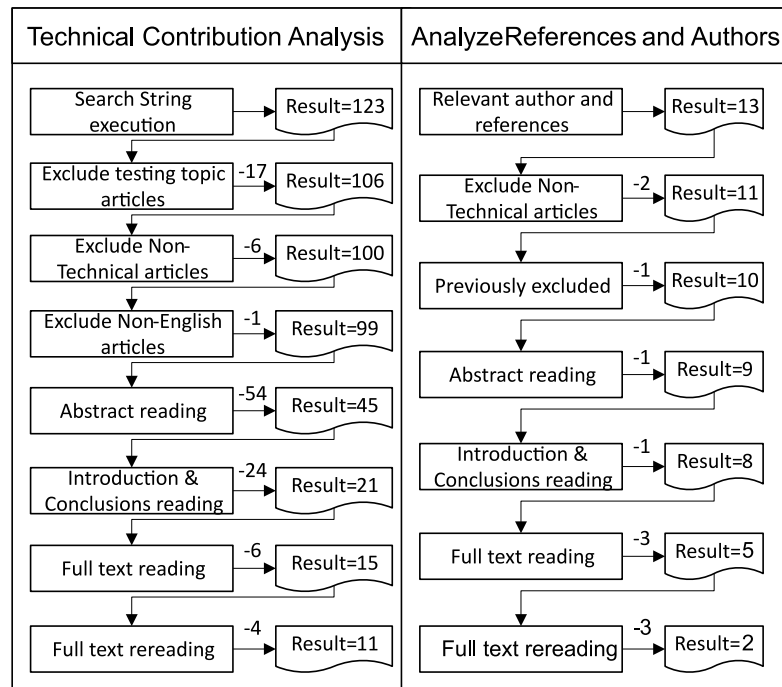 Technical Contribution Analysis
Search String
execution
Result=123
Exclude testing topic
articles
-17
Result=106
Exclude Non-
Technical articles
-6
Result=100
Exclude Non-English
articles
-1
Result=99
Abstract reading
-54
Result=45
Introduction &
Conclusions reading
-24
Result=21
Full text reading
-6
Result=15
Full text rereading
-4
Result=11
AnalyzeReferences and Authors
Relevant author and
references
Result=13
Exclude Non-
Technical articles
-2
Result=11
Previously excluded
-1
Result=10
Abstract reading
-1
Result=9
Introduction &
Conclusions reading
-1
Result=8
Full text reading
-3
Result=5
Full text rereading
-3
Result=2